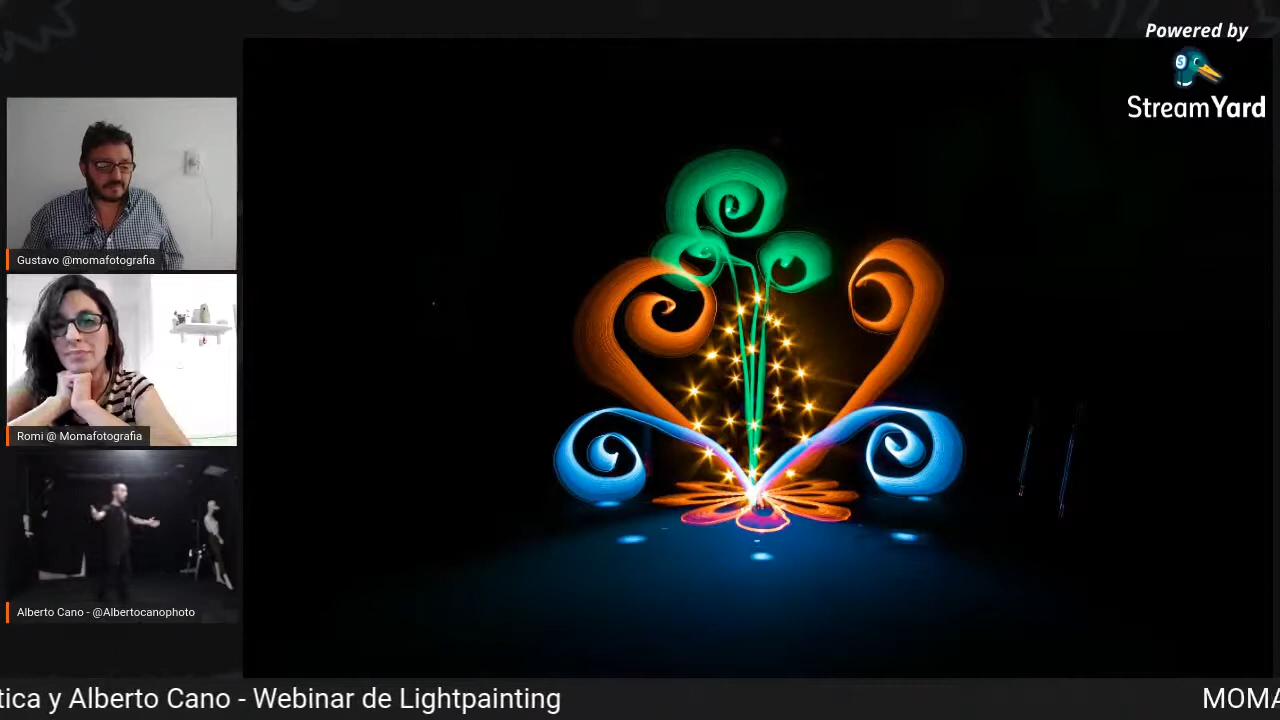 Powered by
StreamYard
Gustavo @momafotografia
Romi @ Momafotografia
Alberto Cano - @Albertocanophoto
tica y Alberto Cano - Webinar de Lightpainting
MOMA